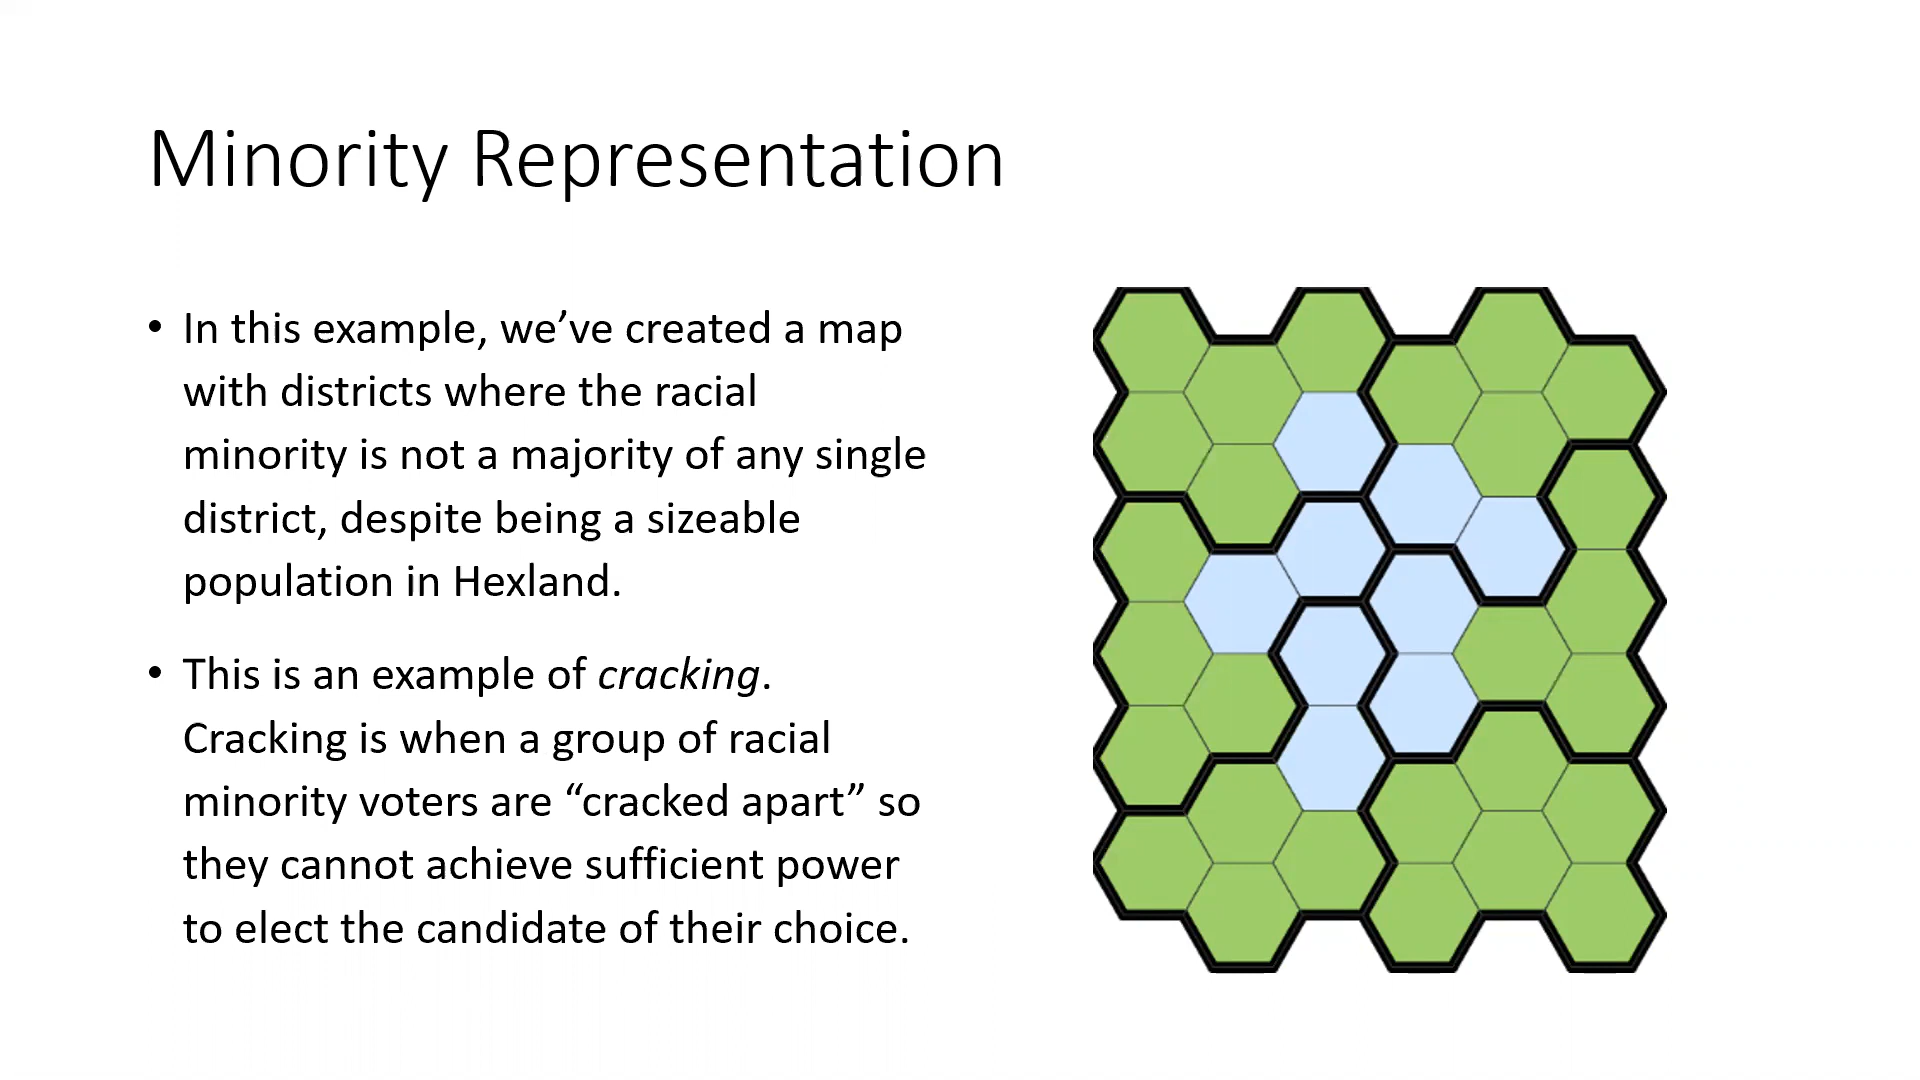 Minority Representation
• In this example, we’ve created a map
with districts where the racial
minority is not a majority of any single
district, despite being a sizeable
population in Hexland.
• This is an example of cracking.
Cracking is when a group of racial
minority voters are “cracked apart” so
they cannot achieve sufficient power
to elect the candidate of their choice.